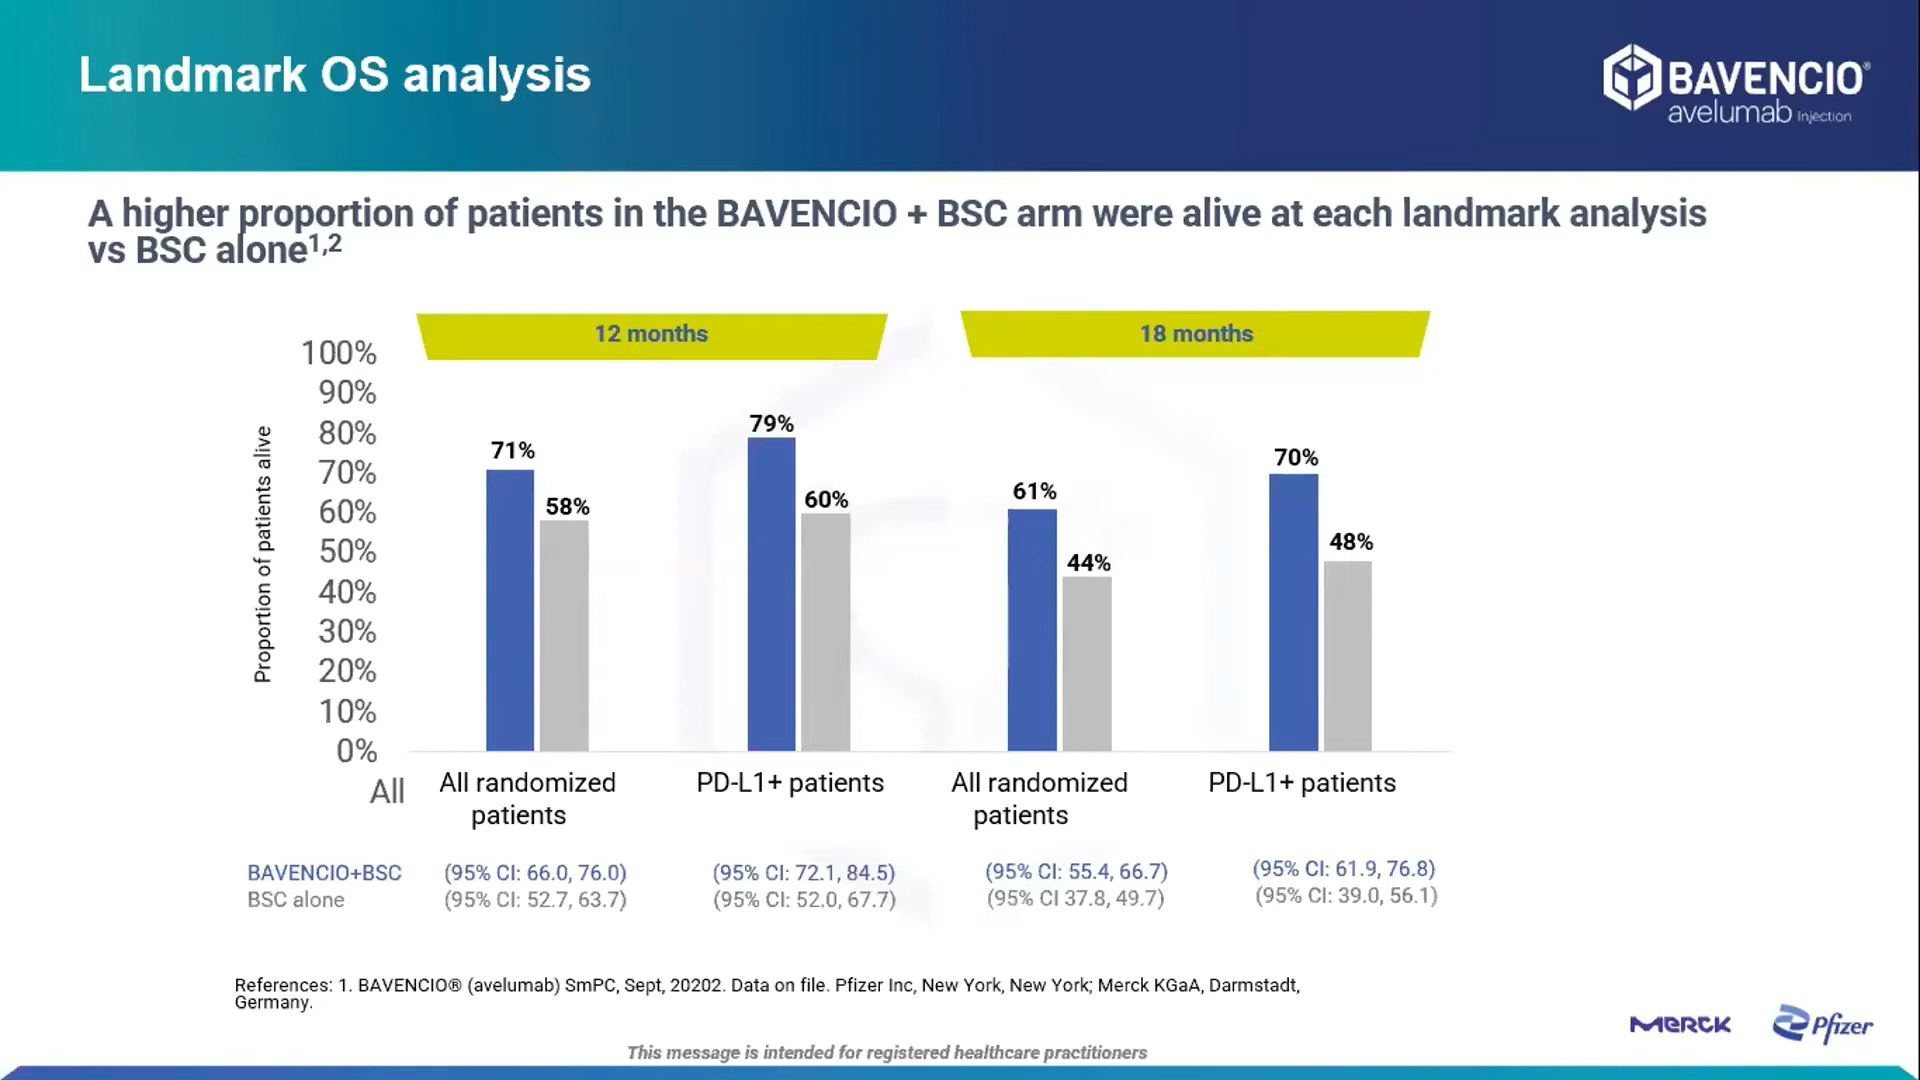 Landmark OS analysis
BAVENCIO®
avelumab Injection
A higher proportion of patients in the BAVENCIO + BSC arm were alive at each landmark analysis
vs BSC alone1,2
12 months
18 months
Proportion of patients alive
100%
90%
80%
70%
60%
50%
40%
30%
20%
10%
0%
71%
58%
79%
60%
61%
44%
70%
48%
All
All randomized
patients
PD-L1+ patients
All randomized
patients
PD-L1+ patients
BAVENCIO+BSC (95% CI: 66.0, 76.0) (95% CI: 72.1, 84.5) (95% CI: 55.4, 66.7) (95% CI: 61.9, 76.8)
BSC alone (95% CI: 52.7, 63.7) (95% CI: 52.0, 67.7) (95% CI 37.8, 49.7) (95% CI: 39.0, 56.1)
References: 1. BAVENCIO® (avelumab) SmPC, Sept, 20202. Data on file. Pfizer Inc, New York, New York; Merck KGaA, Darmstadt,
Germany.
MERCK
Pfizer
This message is intended for registered healthcare practitioners